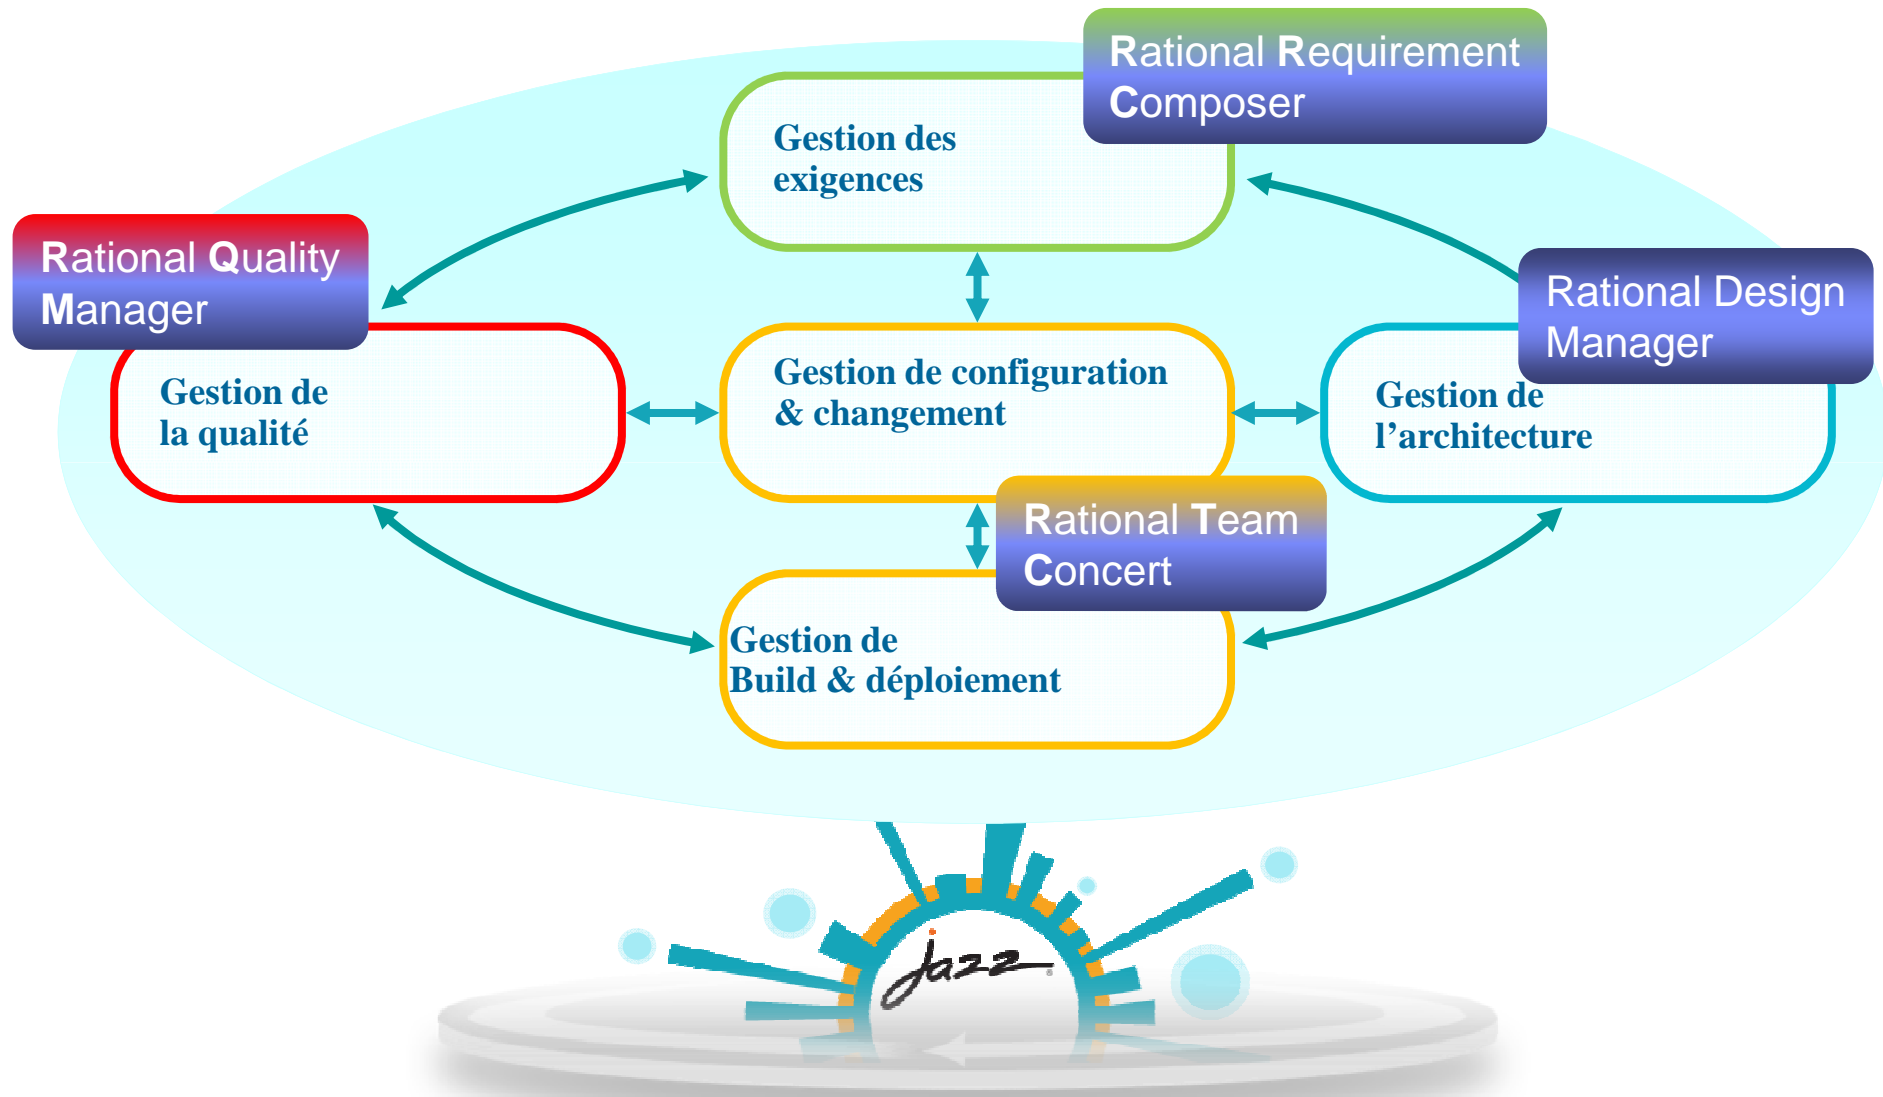 Rational Requirement
Composer
Gestion des
exigences
Rational Quality
Manager
Rational Design
Manager
Gestion de
la qualité
Gestion de configuration
& changement
Gestion de
l’architecture
Rational Team
Concert
Gestion de
Build & déploiement
jazz